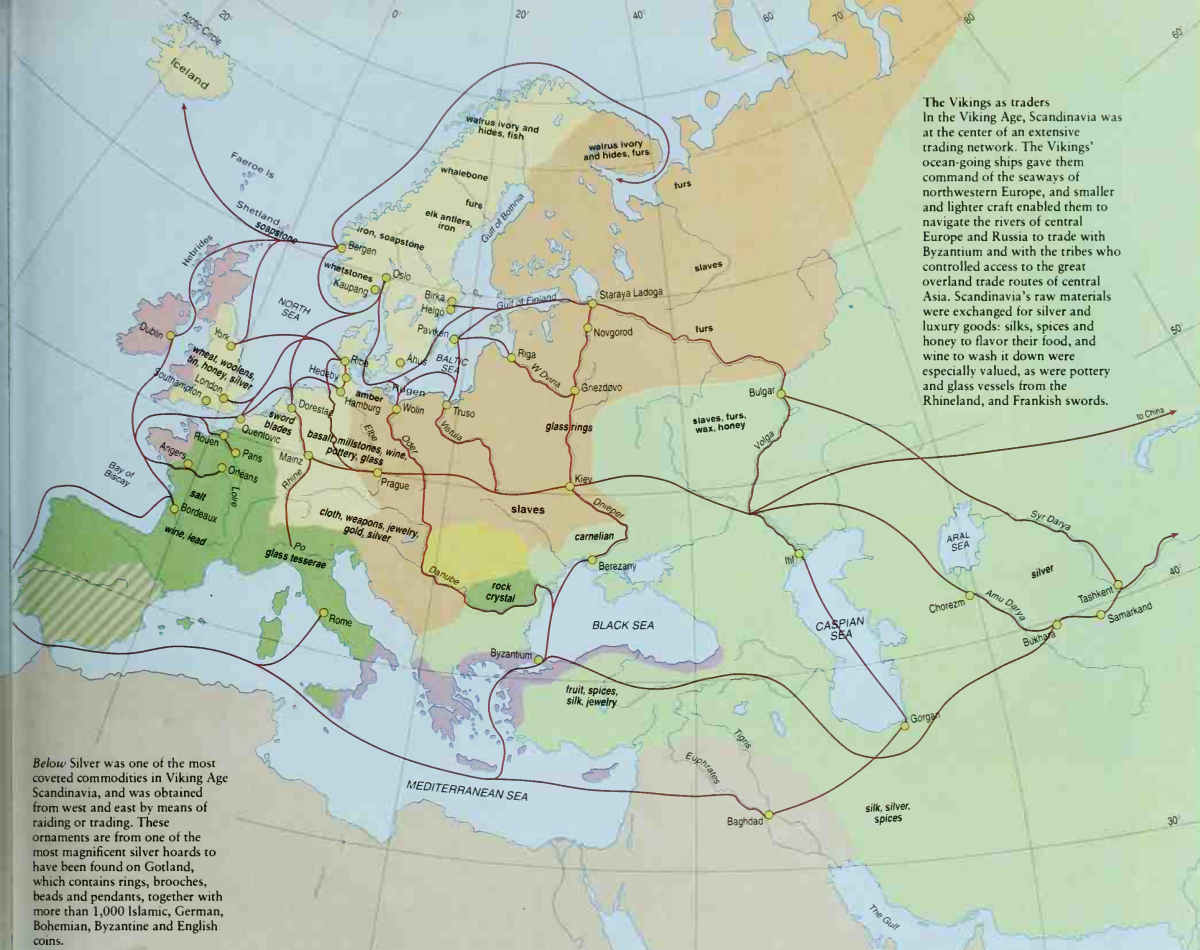 Arctic Circle
20°
0°
20°
40°
60°
70°
80
60°
Iceland
walrus ivory and
hides, fish
walrus ivory
and hides, furs
The Vikings as traders
In the Viking Age, Scandinavia was
at the center of an extensive
trading network. The Vikings'
ocean-going ships gave them
command of the seaways of
northwestern Europe, and smaller
and lighter craft enabled them to
navigate the rivers of central
Europe and Russia to trade with
Byzantium and with the tribes who
controlled access to the great
overland trade routes of central
Asia. Scandinavia's raw materials
were exchanged for silver and
luxury goods: silks, spices and
honey to flavor their food, and
wine to wash it down were
especially valued, as were pottery
and glass vessels from the
Rhineland, and Frankish swords.
Faeroe Is
whalebone
furs
furs
elk antlers,
iron
Gulf of Bothnia
Shetland
soapstone
iron, soapstone
Bergen
Hebrides
whetstones
Oslo
Kaupang
slaves
Birka
Helgö
Gulf of Finland
Staraya Ladoga
NORTH
SEA
Dublin
York
Novgorod
furs
50°
Paviken
Ribe
Åhus
BALTIC
SEA
Riga
W Dvina
wheat, woolens,
tin, honey, silver
Hedeby
Rügen
Gnezdovo
Bulgar
Southampton
London
amber
Hamburg
Wolin
Truso
Dorestad
Quentovic
sword
blades
Elbe
Oder
Vistula
glass rings
slaves, furs,
wax, honey
Volga
to China
basalt, millstones, wine,
pottery, glass
Rouen
Paris
Angers
Mainz
Orléans
Rhine
Prague
Kiev
Bay of
Biscay
salt
Loire
Bordeaux
slaves
Dnieper
Syr Darya
wine, lead
cloth, weapons, jewelry,
gold, silver
carnelian
ARAL
SEA
Po
glass tesserae
Itil
Berezany
silver
40°
Danube
rock
crystal
Tashkent
Chorezm
Amu Darya
Samarkand
Rome
BLACK SEA
CASPIAN
SEA
Bukhara
Byzantium
fruit, spices,
silk, jewelry
Gorgan
Tigris
Euphrates
MEDITERRANEAN SEA
Baghdad
silk, silver,
spices
30°
The Gulf
Below Silver was one of the most
coveted commodities in Viking Age
Scandinavia, and was obtained
from west and east by means of
raiding or trading. These
ornaments are from one of the
most magnificent silver hoards to
have been found on Gotland,
which contains rings, brooches,
beads and pendants, together with
more than 1,000 Islamic, German,
Bohemian, Byzantine and English
coins.